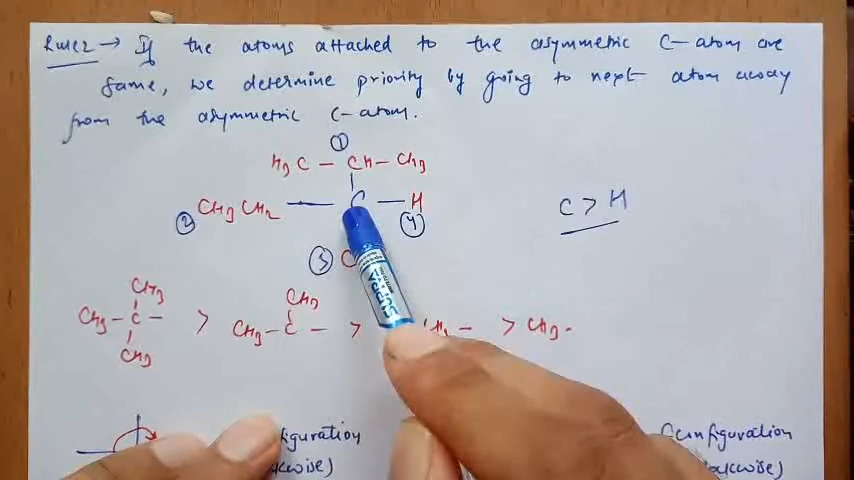 Rule2 → If the atoms attached to the asymmetric C-atom are
same, we determine priority by going to next atom away
from the asymmetric C-atom.
①
H3C - CH - CH3
② CH3CH2 — C — H
④
C > H
③ C
CH3 CH3
CH3 - C - > CH3 - C - > - > CH3 -
CH3
figuration Configuration
wise)